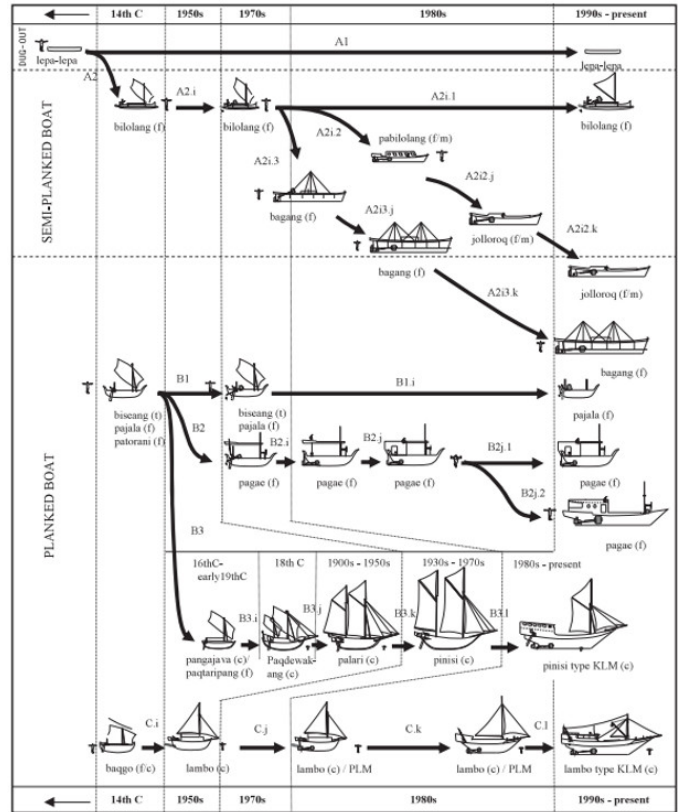 14th C 1950s 1970s 1980s 1990s - present
DUG-OUT
A1
lepa-lepa
lepa-lepa
A2
A2.i
A2i.1
bilolang (f)
bilolang (f)
bilolang (f)
A2i.2
pabilolang (f/m)
A2i.3
A2i2.j
SEMI-PLANKED BOAT
bagang (f)
A2i3.j
jolloroq (f/m)
A2i2.k
bagang (f)
jolloroq (f/m)
A2i3.k
bagang (f)
B1
B1.i
biseang (t)
pajala (f)
patorani (f)
biseang (t)
pajala (f)
pajala (f)
B2
B2.i
B2.j
B2j.1
pagae (f)
pagae (f)
pagae (f)
pagae (f)
B2j.2
pagae (f)
PLANKED BOAT
B3
16thC-
early19thC
18th C
1900s - 1950s
1930s - 1970s
1980s - present
B3.i
B3.j
B3.k
B3.l
pangajava (c)/
paqtaripang (f)
Paqdewak-
ang (c)
palari (c)
pinisi (c)
pinisi type KLM (c)
C.i
C.j
C.k
C.l
baqgo (f/c)
lambo (c)
lambo (c) / PLM
lambo (c) / PLM
lambo type KLM (c)
14th C 1950s 1970s 1980s 1990s - present